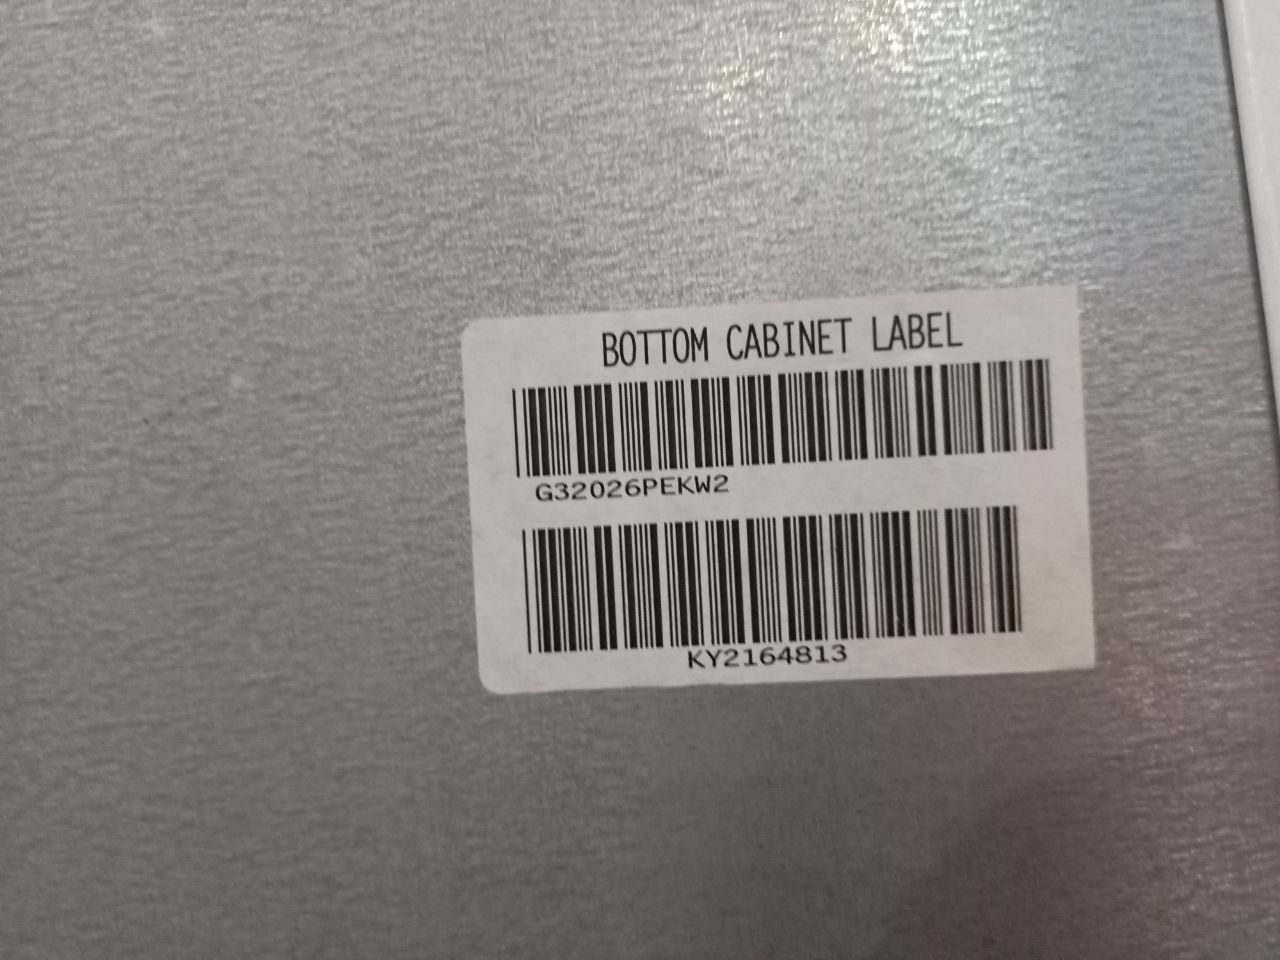 BOTTOM CABINET LABEL
G32026PEKW2
KY2164813